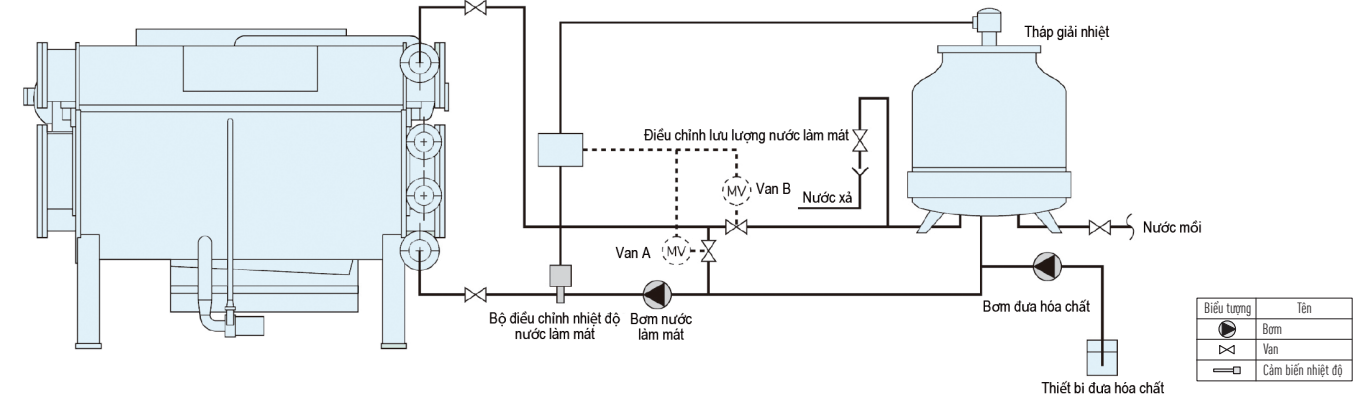 Tháp giải nhiệt
Điều chỉnh lưu lượng nước làm mát
MV
Van B
Nước xả
Nước mồi
Van A
MV
Bộ điều chỉnh nhiệt độ
nước làm mát
Bơm nước
làm mát
Bơm đưa hóa chất
Thiết bi đưa hóa chất
Biểu tượng
Tên
Bơm
Van
Cảm biến nhiệt độ